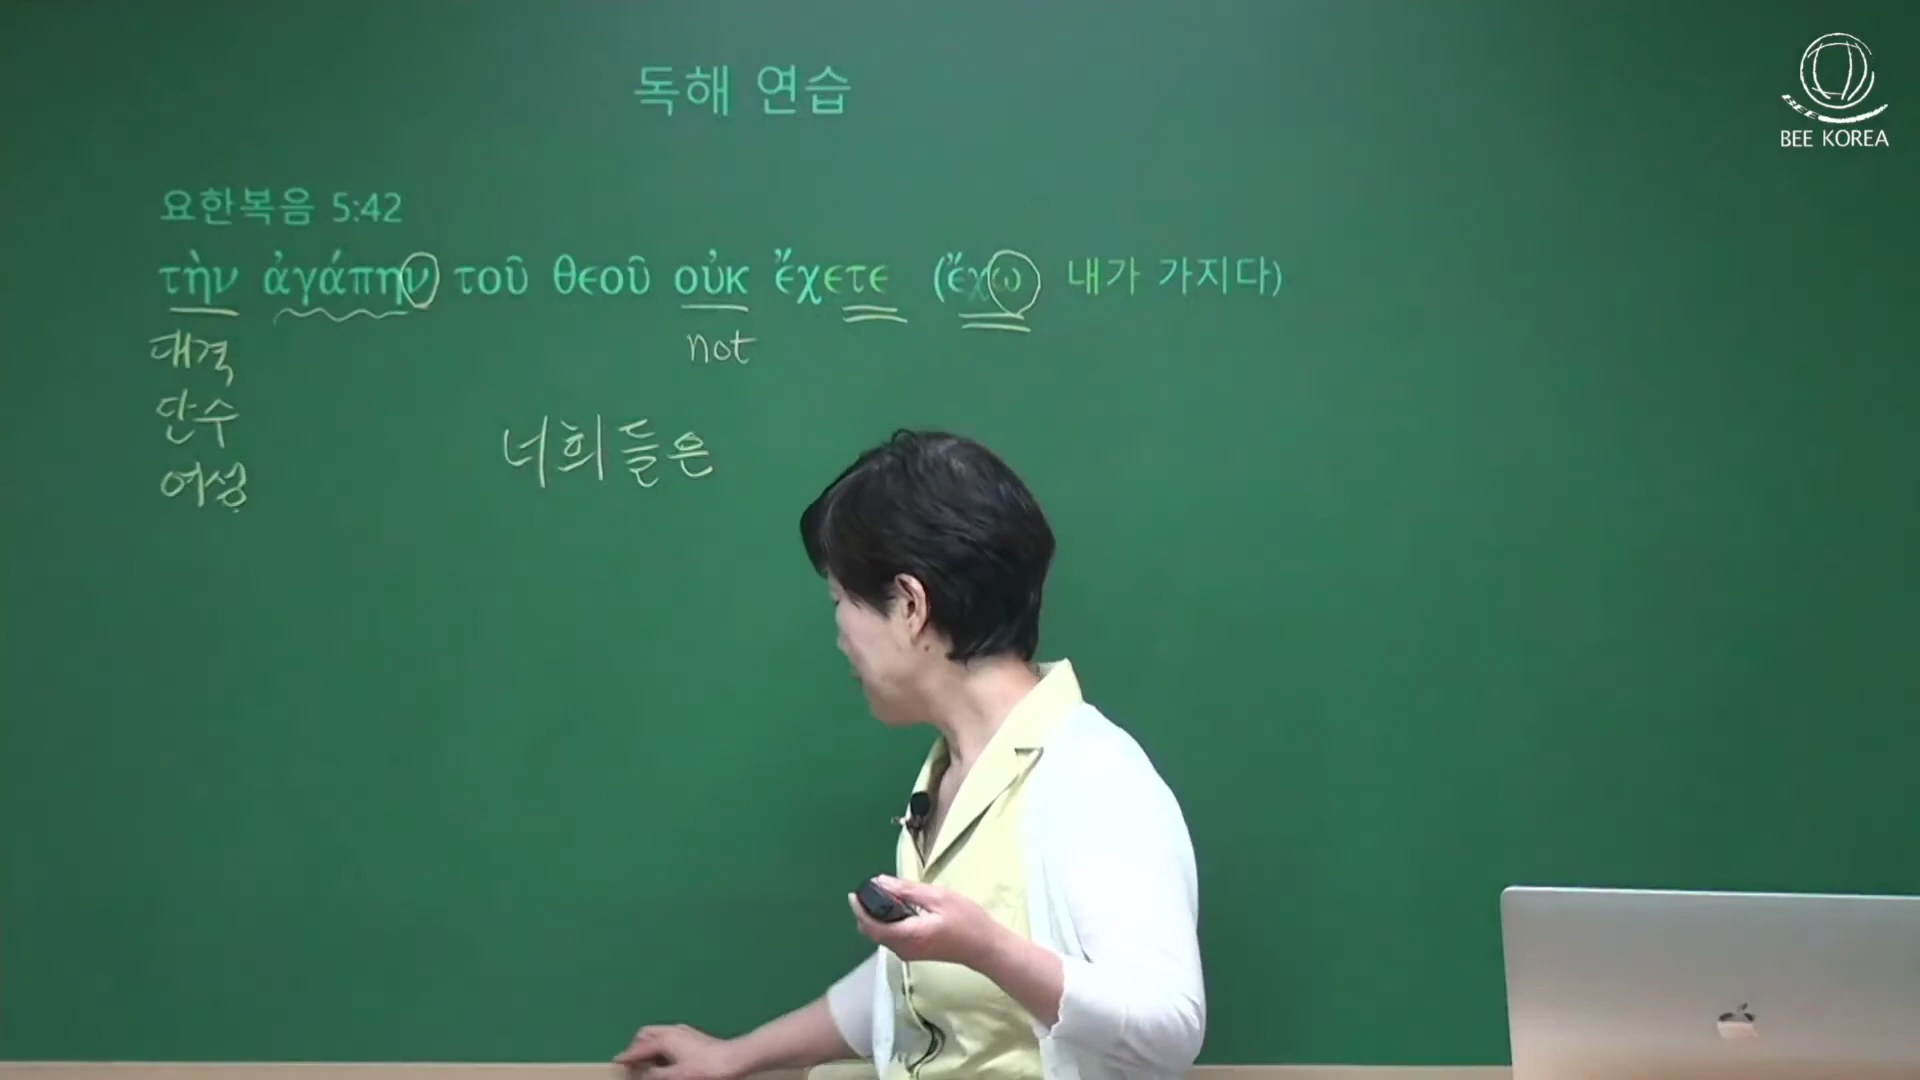 독해 연습
BEE KOREA
요한복음 5:42
τὴν ἀγάπην τοῦ θεοῦ οὐκ ἔχετε (ἔχω 내가 가지다)
대격
not
단수
너희들은
여성